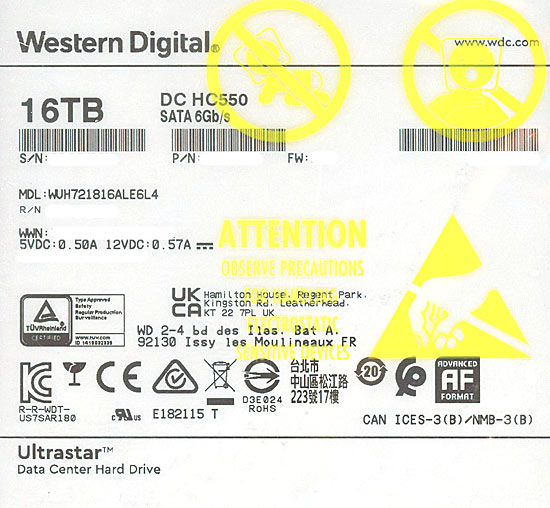 Western Digital®
www.wdc.com
16TB
DC HC550
SATA 6Gb/s
S/N:
P/N:
FW:
MDL:WUH721816ALE6L4
R/N
WWN:
5VDC:0.50A 12VDC:0.57A
ATTENTION
OBSERVE PRECAUTIONS
ELECTROSTATIC
SENSITIVE DEVICES
TÜVRheinland
CERTIFIED
Type Approved
Safety
Regular Production
Surveillance
www.tuv.com
UK
CA
Hamilton House, Regent Park,
Kingston Rd, Leatherhead,
KT 22 7PL UK
WD 2-4 bd des Iles. Bat A.
92130 Issy les Moulineaux FR
R-R-WDT-
US7SAR180
CE
c RU us
E182115 T
D3E024
RoHS
台北市
中山區松江路
223號17樓
20
ADVANCED
AF
FORMAT
CAN ICES-3(B)/NMB-3(B)
Ultrastar™
Data Center Hard Drive